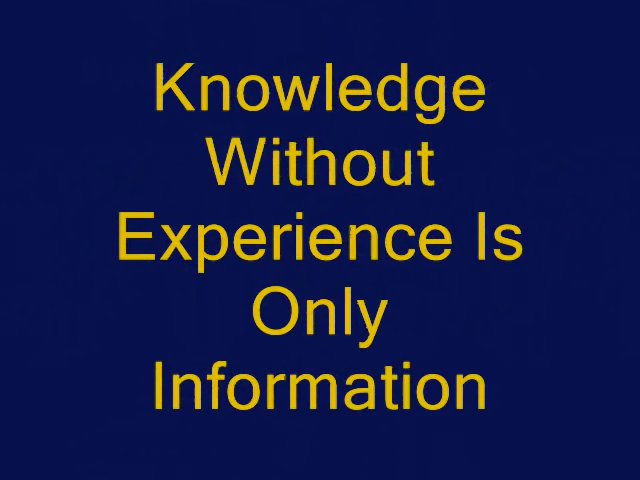 Knowledge
Without
Experience Is
Only
Information